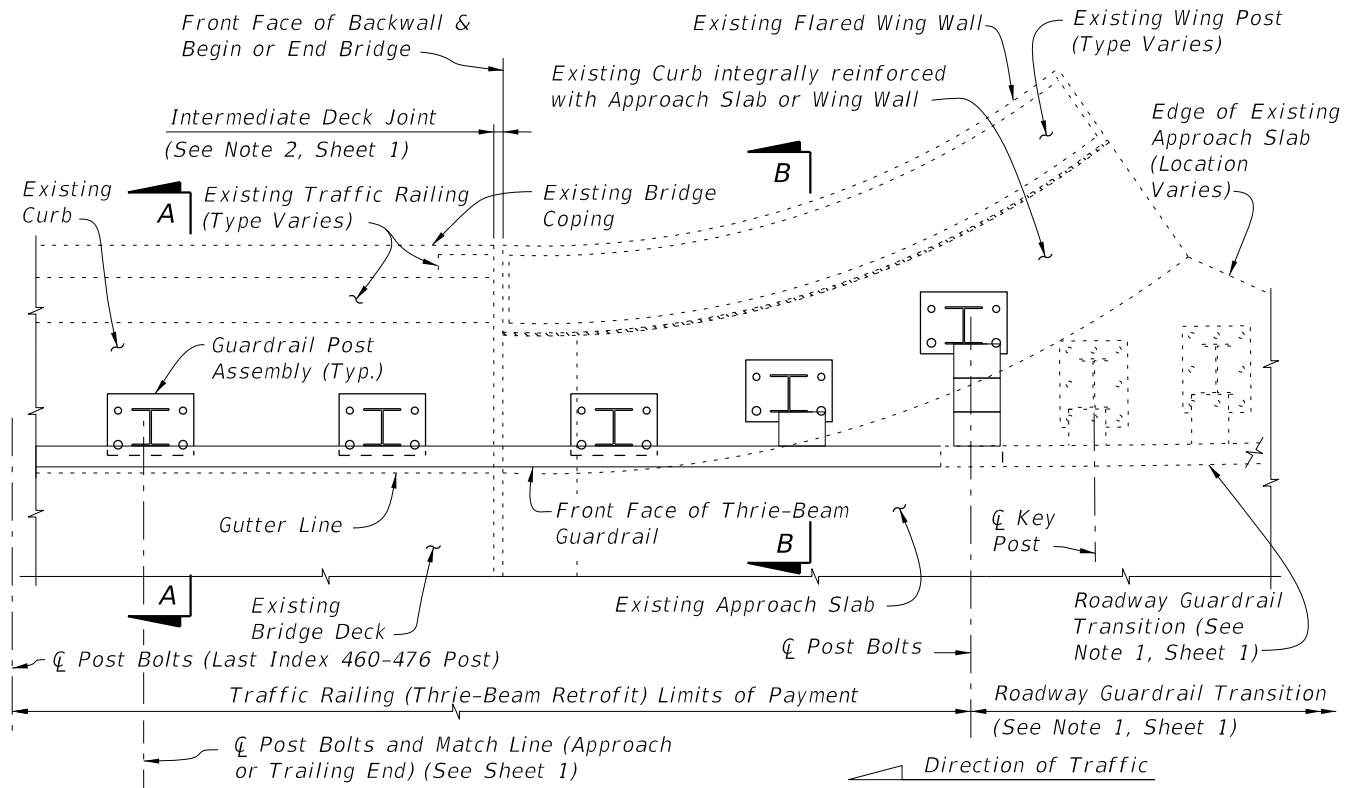 Front Face of Backwall &
Begin or End Bridge
Existing Flared Wing Wall
Existing Wing Post
(Type Varies)
Existing Curb integrally reinforced
with Approach Slab or Wing Wall
Intermediate Deck Joint
(See Note 2, Sheet 1)
Edge of Existing
Approach Slab
(Location
Varies)
Existing
Curb
A
Existing Traffic Railing
(Type Varies)
Existing Bridge
Coping
B
Guardrail Post
Assembly (Typ.)
Gutter Line
Front Face of Thrie-Beam
Guardrail
B
℄ Key
Post
A
Existing
Bridge Deck
Existing Approach Slab
Roadway Guardrail
Transition (See
Note 1, Sheet 1)
℄ Post Bolts (Last Index 460-476 Post)
℄ Post Bolts
Traffic Railing (Thrie-Beam Retrofit) Limits of Payment
Roadway Guardrail Transition
(See Note 1, Sheet 1)
℄ Post Bolts and Match Line (Approach
or Trailing End) (See Sheet 1)
Direction of Traffic